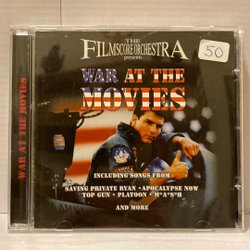 THE
FILMSCORE ORCHESTRA
presents
50
WAR AT THE
MOVIES
INCLUDING SONGS FROM
SAVING PRIVATE RYAN • APOCALYPSE NOW
TOP GUN • PLATOON • M*A*S*H
AND MORE
WAR AT THE MOVIES